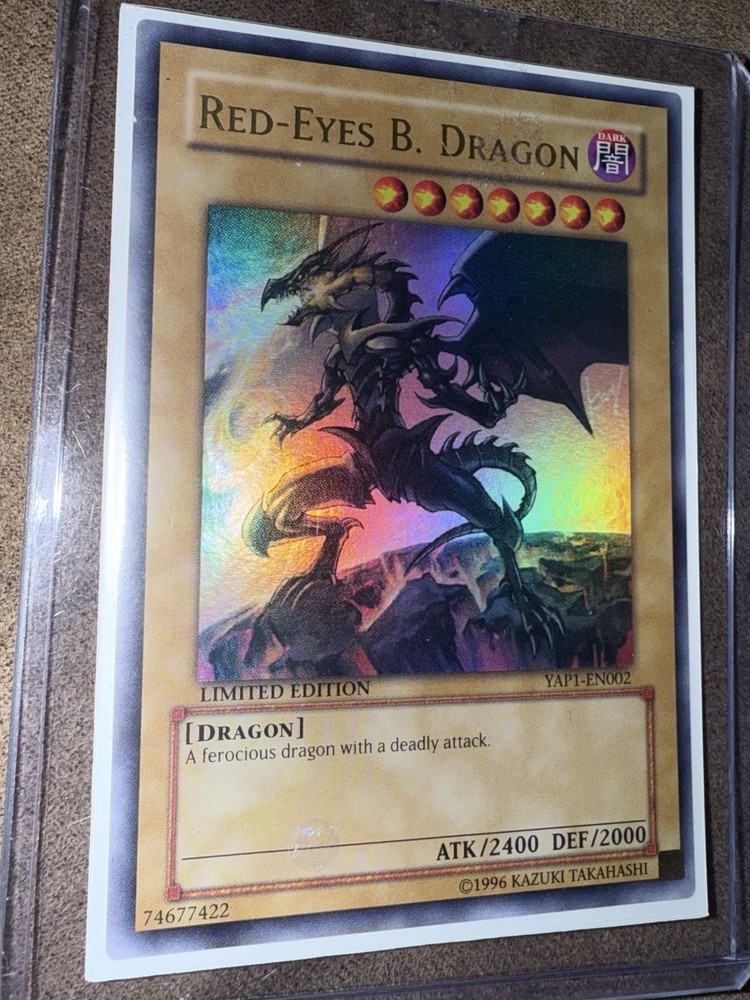 RED-EYES B. DRAGON
DARK
闇
LIMITED EDITION
YAP1-EN002
[DRAGON]
A ferocious dragon with a deadly attack.
ATK/2400 DEF/2000
©1996 KAZUKI TAKAHASHI
74677422